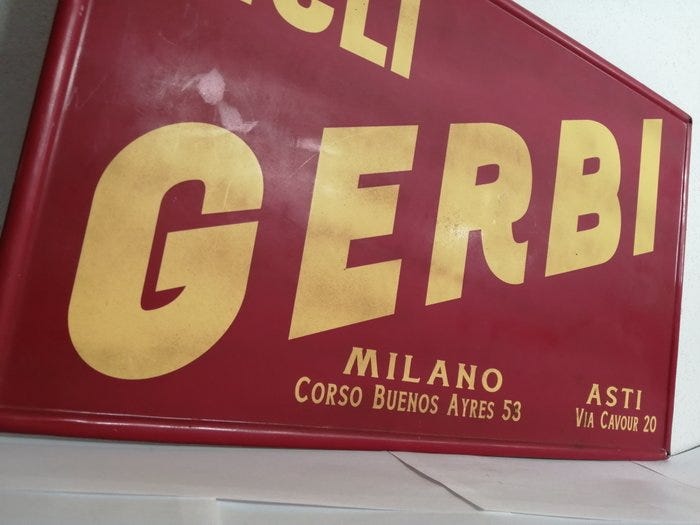 GERBI
MILANO
CORSO BUENOS AYRES 53
ASTI
VIA CAVOUR 20